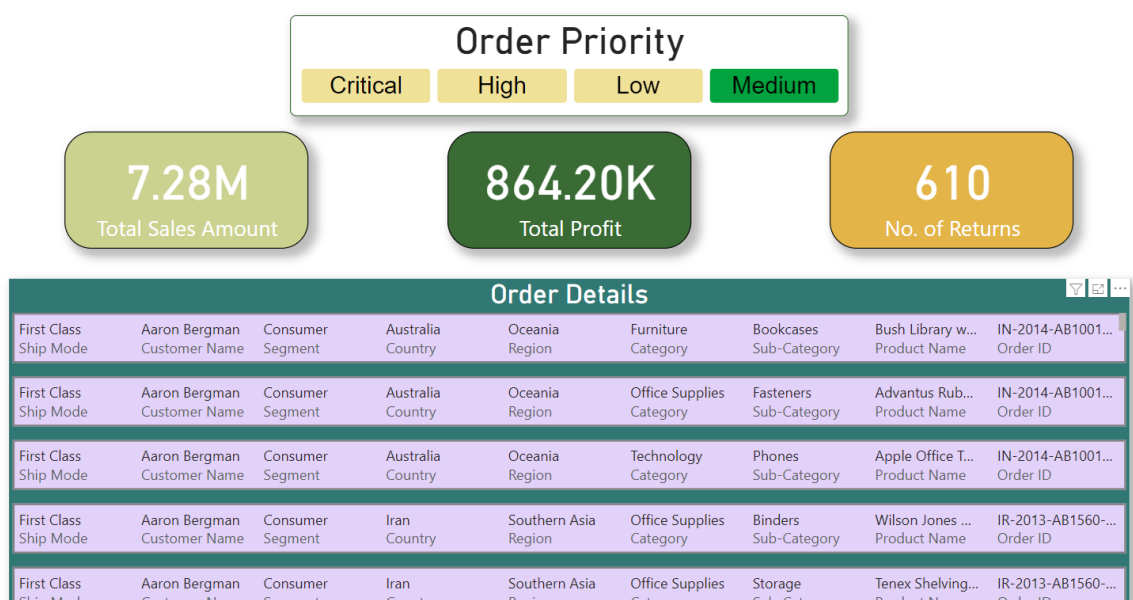 Order Priority
Critical High Low Medium
7.28M 864.20K 610
Total Sales Amount Total Profit No. of Returns
Order Details
First Class Aaron Bergman Consumer Australia Oceania Furniture Bookcases Bush Library w... IN-2014-AB1001...
Ship Mode Customer Name Segment Country Region Category Sub-Category Product Name Order ID
First Class Aaron Bergman Consumer Australia Oceania Office Supplies Fasteners Advantus Rub... IN-2014-AB1001...
Ship Mode Customer Name Segment Country Region Category Sub-Category Product Name Order ID
First Class Aaron Bergman Consumer Australia Oceania Technology Phones Apple Office T... IN-2014-AB1001...
Ship Mode Customer Name Segment Country Region Category Sub-Category Product Name Order ID
First Class Aaron Bergman Consumer Iran Southern Asia Office Supplies Binders Wilson Jones ... IR-2013-AB1560-...
Ship Mode Customer Name Segment Country Region Category Sub-Category Product Name Order ID
First Class Aaron Bergman Consumer Iran Southern Asia Office Supplies Storage Tenex Shelving... IR-2013-AB1560-...